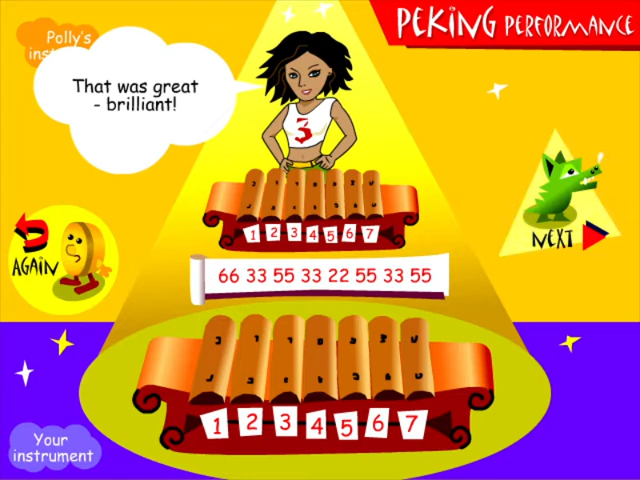 PEKING PERFORMANCE
Polly's
That was great
- brilliant!
3
1 2 3 4 5 6 7
AGAIN
NEXT
66 33 55 33 22 55 33 55
1 2 3 4 5 6 7
Your
instrument